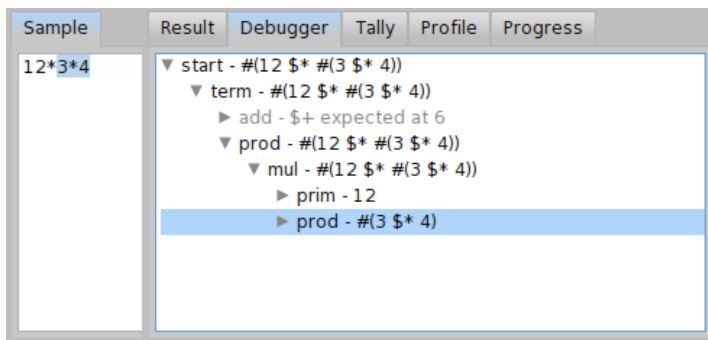 Sample Result Debugger Tally Profile Progress
12*3*4
start - #(12 $* #(3 $* 4))
term - #(12 $* #(3 $* 4))
add - $+ expected at 6
prod - #(12 $* #(3 $* 4))
mul - #(12 $* #(3 $* 4))
prim - 12
prod - #(3 $* 4)